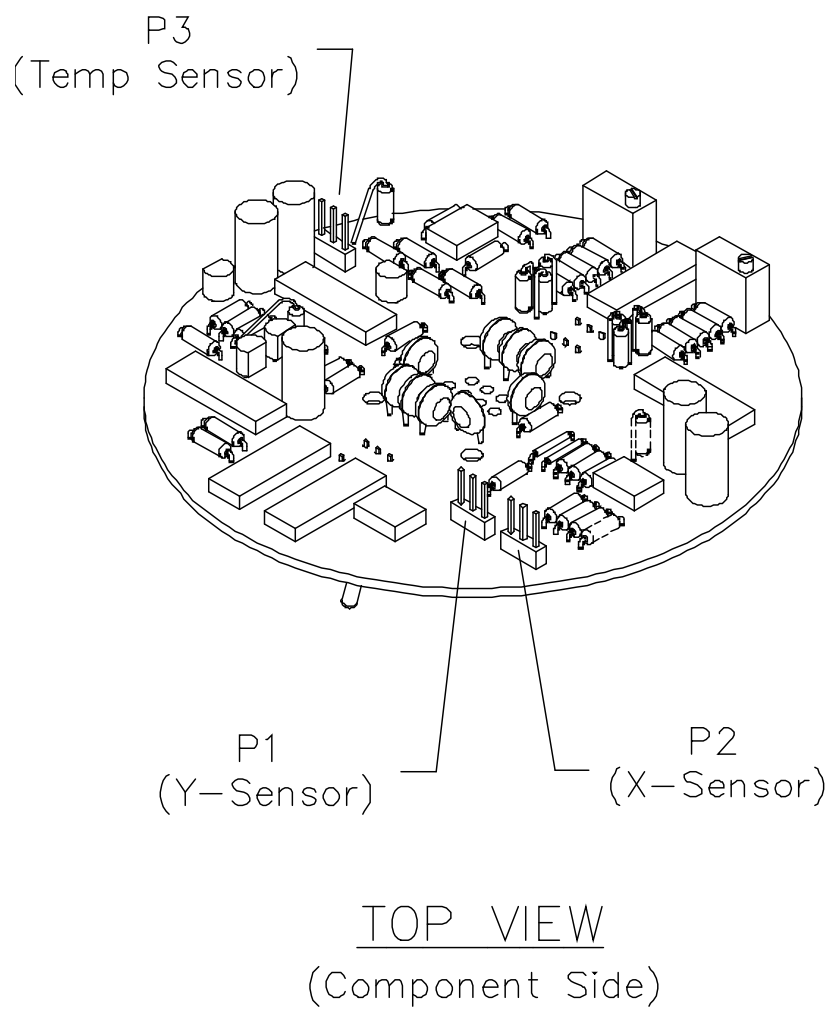 P3
(Temp Sensor)
P1
(Y-Sensor)
P2
(X-Sensor)
TOP VIEW
(Component Side)